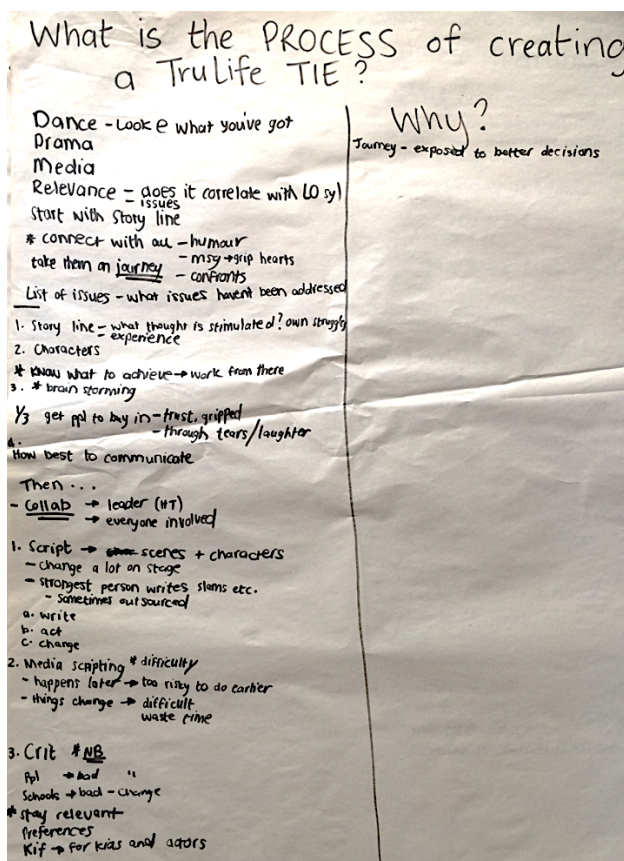 What is the PROCESS of creating
a TruLife TIE?
Dance - Look @ what you've got
Drama
Media
Relevance - does it correlate with LO syl
- issues
Start with Story line
* connect with all - humour
- msg → grip hearts
take them on journey
- confronts
List of issues - what issues havent been addressed
1. Story line - what thought is stimulated? own struggle
- experience
2. Characters
* Know what to achieve → work from there
3. * brain storming
1/3 get ppl to buy in - trust, gripped
- through tears/laughter
4.
How best to communicate
Then ...
- Collab → leader (HT)
→ everyone involved
1. Script → scenes + characters
- change a lot on stage
- strongest person writes slams etc.
- sometimes outsourced
a. write
b. act
c. change
2. Media scripting * difficulty
- happens later → too risky to do earlier
- things change → difficult
waste time
3. Crit * NB
Ppl → bad "
Schools → bad - change
* stay relevant
Preferences
Kif → for kids and actors
Why?
Journey - exposed to better decisions